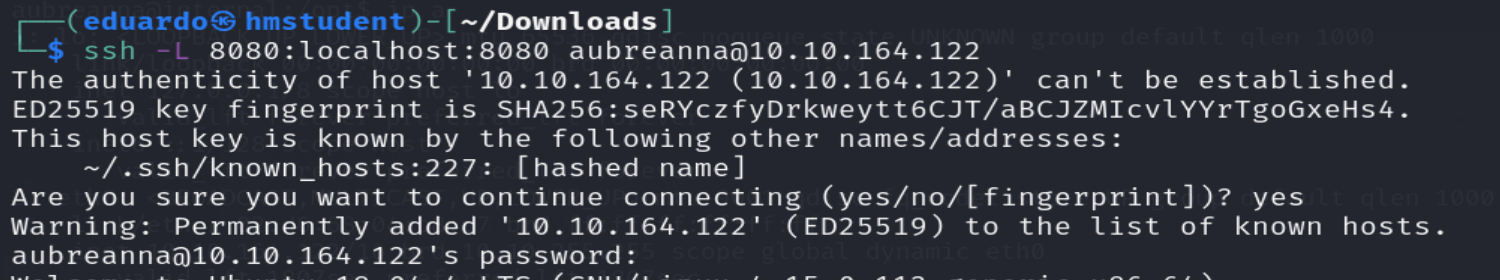 ┌──(eduardo㉿hmstudent)-[~/Downloads]
└─$ ssh -L 8080:localhost:8080 aubreanna@10.10.164.122
The authenticity of host '10.10.164.122 (10.10.164.122)' can't be established.
ED25519 key fingerprint is SHA256:seRYczfyDrkweytt6CJT/aBCJZMIcvlYYrTgoGxeHs4.
This host key is known by the following other names/addresses:
    ~/.ssh/known_hosts:227: [hashed name]
Are you sure you want to continue connecting (yes/no/[fingerprint])? yes
Warning: Permanently added '10.10.164.122' (ED25519) to the list of known hosts.
aubreanna@10.10.164.122's password: